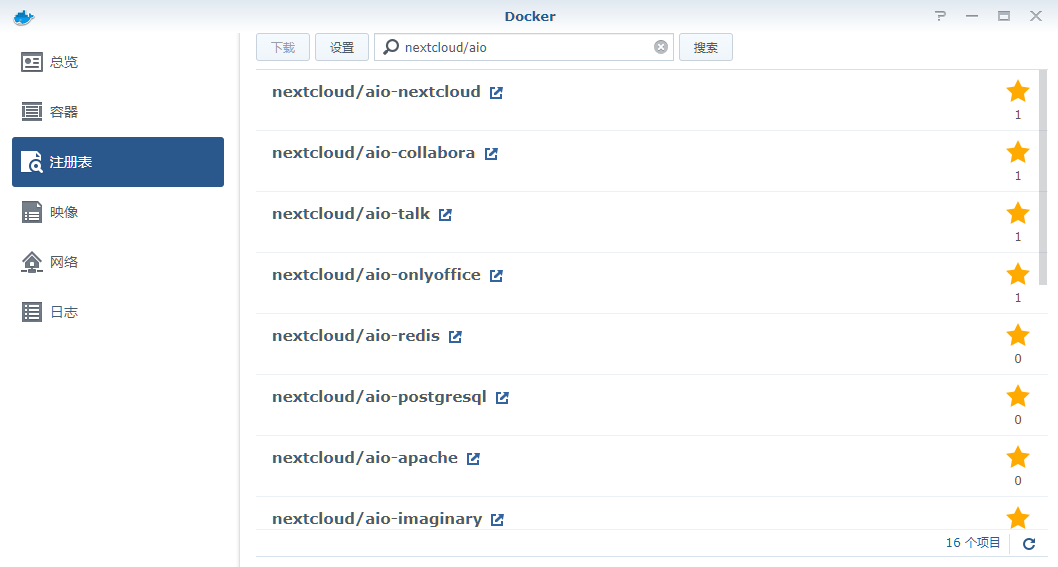 Docker
下载
设置
nextcloud/aio
搜索
总览
容器
注册表
映像
网络
日志
nextcloud/aio-nextcloud
1
nextcloud/aio-collabora
1
nextcloud/aio-talk
1
nextcloud/aio-onlyoffice
1
nextcloud/aio-redis
0
nextcloud/aio-postgresql
0
nextcloud/aio-apache
0
nextcloud/aio-imaginary
16 个项目